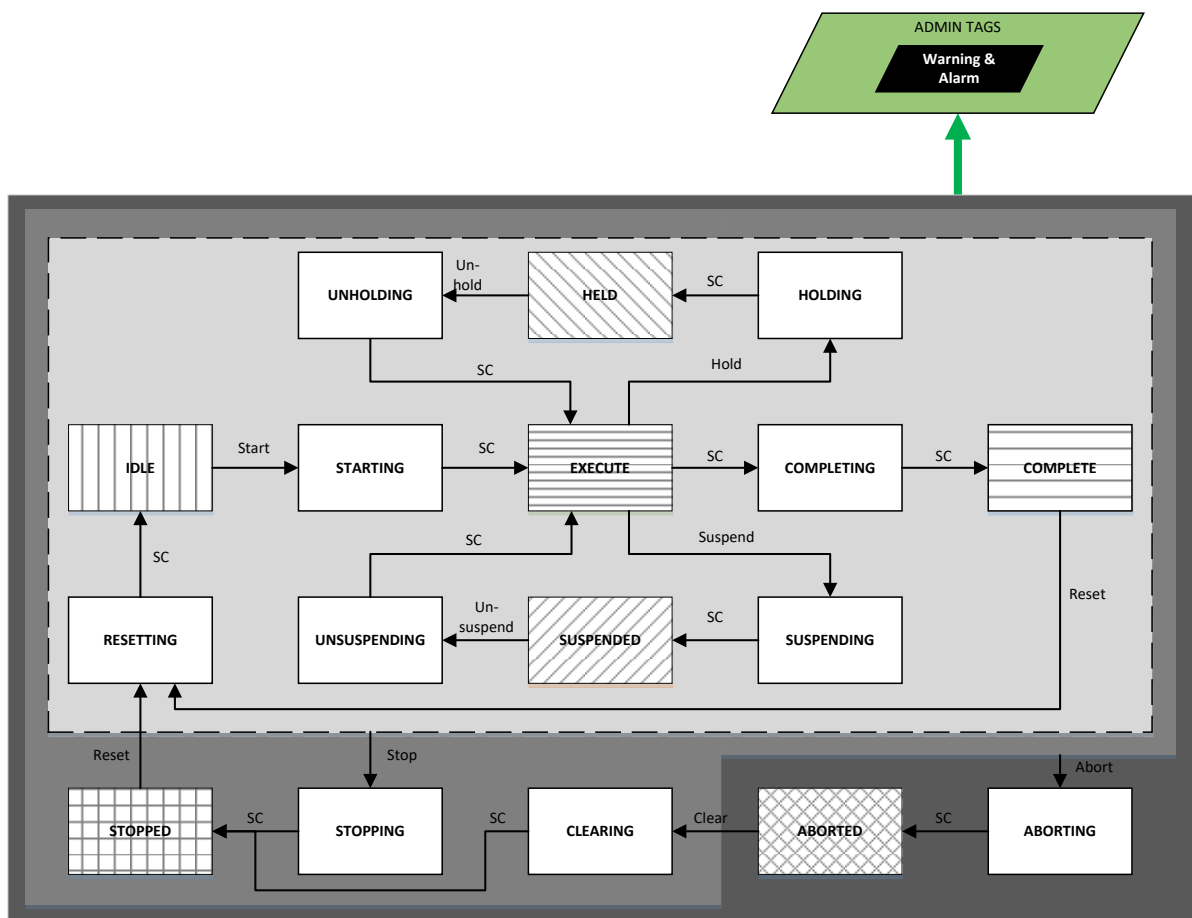 ADMIN TAGS
Warning &
Alarm
UNHOLDING
Un-
hold
HELD
SC
HOLDING
SC
Hold
IDLE
Start
STARTING
SC
EXECUTE
SC
COMPLETING
SC
COMPLETE
SC
SC
Suspend
Reset
RESETTING
UNSUSPENDING
Un-
suspend
SUSPENDED
SC
SUSPENDING
Reset
Stop
Abort
STOPPED
SC
STOPPING
SC
CLEARING
Clear
ABORTED
SC
ABORTING